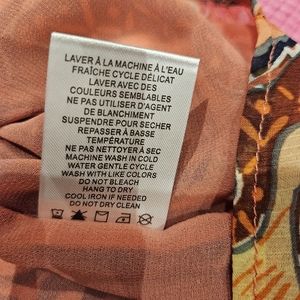 LAVER À LA MACHINE À L'EAU
FRAÎCHE CYCLE DÉLICAT
LAVER AVEC DES
COULEURS SEMBLABLES
NE PAS UTILISER D'AGENT
DE BLANCHIMENT
SUSPENDRE POUR SECHER
REPASSER À BASSE
TEMPÉRATURE
NE PAS NETTOYER À SEC
MACHINE WASH IN COLD
WATER GENTLE CYCLE
WASH WITH LIKE COLORS
DO NOT BLEACH
HANG TO DRY
COOL IRON IF NEEDED
DO NOT DRY CLEAN